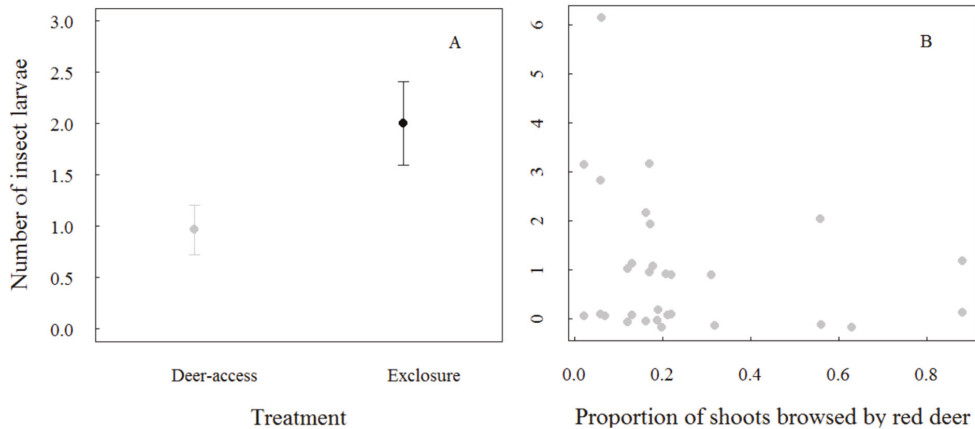 Number of insect larvae
3.0
2.5
2.0
1.5
1.0
0.5
0.0
A
Deer-access Exclosure
Treatment
B
6
5
4
3
2
1
0
0.0 0.2 0.4 0.6 0.8
Proportion of shoots browsed by red deer